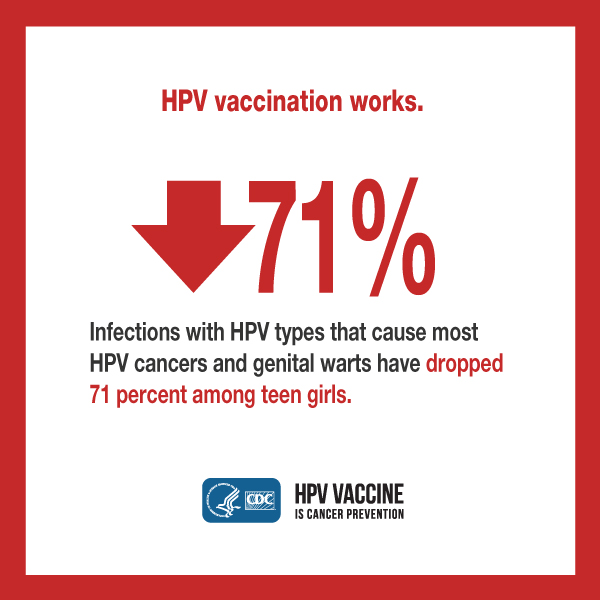 HPV vaccination works.
71%
Infections with HPV types that cause most
HPV cancers and genital warts have dropped
71 percent among teen girls.
CDC
HPV VACCINE
IS CANCER PREVENTION